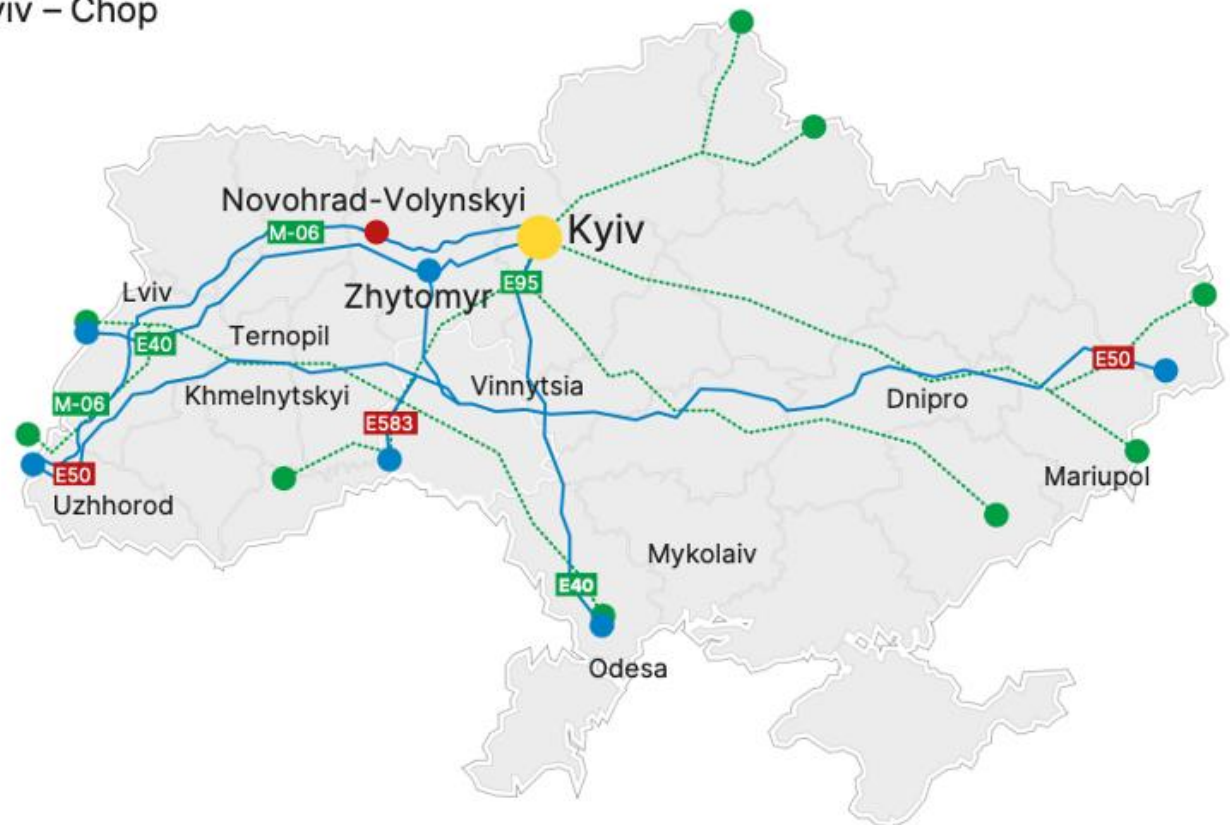 yiv – Chop
Novohrad-Volynskyi
M-06
Kyiv
Zhytomyr
E95
Lviv
Ternopil
E40
E50
Vinnytsia
Khmelnytskyi
Dnipro
M-06
E583
E50
Mariupol
Uzhhorod
Mykolaiv
E40
Odesa